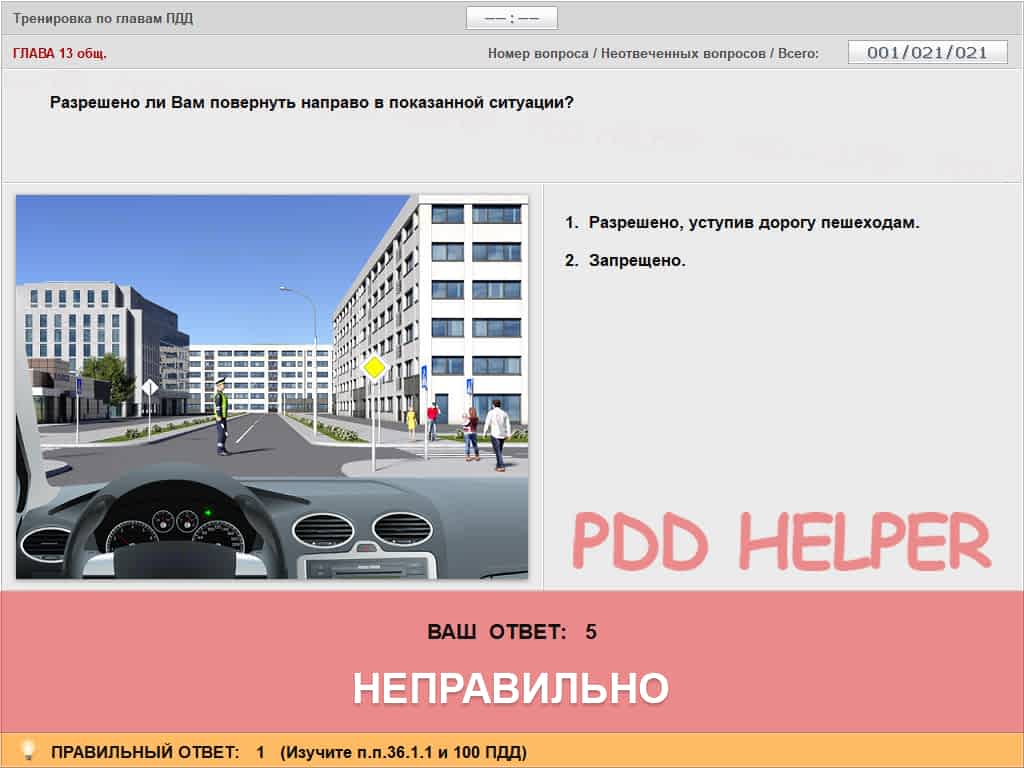 Тренировка по главам ПДД
—— : ——
ГЛАВА 13 общ.
Номер вопроса / Неотвеченных вопросов / Всего:
001/021/021
Разрешено ли Вам повернуть направо в показанной ситуации?
1. Разрешено, уступив дорогу пешеходам.
2. Запрещено.
PDD HELPER
ВАШ ОТВЕТ: 5
НЕПРАВИЛЬНО
ПРАВИЛЬНЫЙ ОТВЕТ: 1 (Изучите п.п.36.1.1 и 100 ПДД)